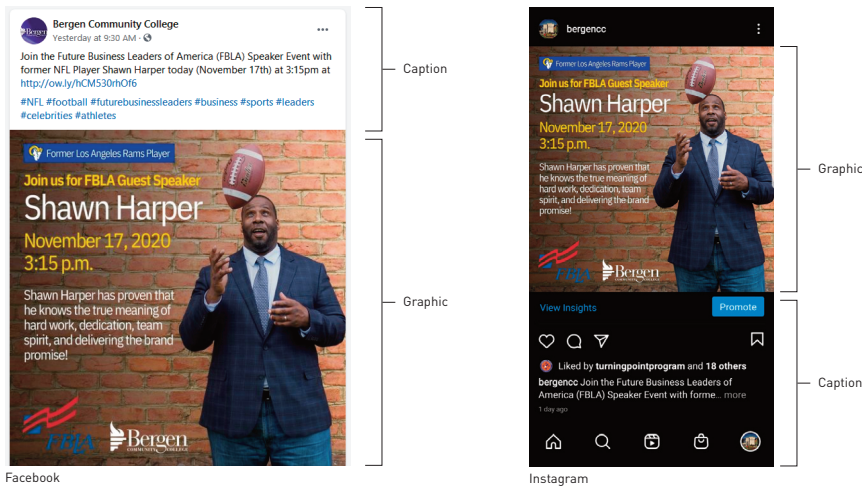 Bergen
Bergen Community College
Yesterday at 9:30 AM ·
Join the Future Business Leaders of America (FBLA) Speaker Event with
former NFL Player Shawn Harper today (November 17th) at 3:15pm at
http://ow.ly/hCM530rhOf6
#NFL #football #futurebusinessleaders #business #sports #leaders
#celebrities #athletes
Caption
Former Los Angeles Rams Player
Join us for FBLA Guest Speaker
Shawn Harper
November 17, 2020
3:15 p.m.
Shawn Harper has proven that
he knows the true meaning of
hard work, dedication, team
spirit, and delivering the brand
promise!
FBLA
Bergen
COMMUNITY COLLEGE
Graphic
Facebook
bergencc
Former Los Angeles Rams Player
Join us for FBLA Guest Speaker
Shawn Harper
November 17, 2020
3:15 p.m.
Shawn Harper has proven that
he knows the true meaning of
hard work, dedication, team
spirit, and delivering the brand
promise!
FBLA
Bergen
COMMUNITY COLLEGE
Graphic
View Insights
Promote
Liked by turningpointprogram and 18 others
bergencc Join the Future Business Leaders of
America (FBLA) Speaker Event with forme... more
1 day ago
Caption
Instagram